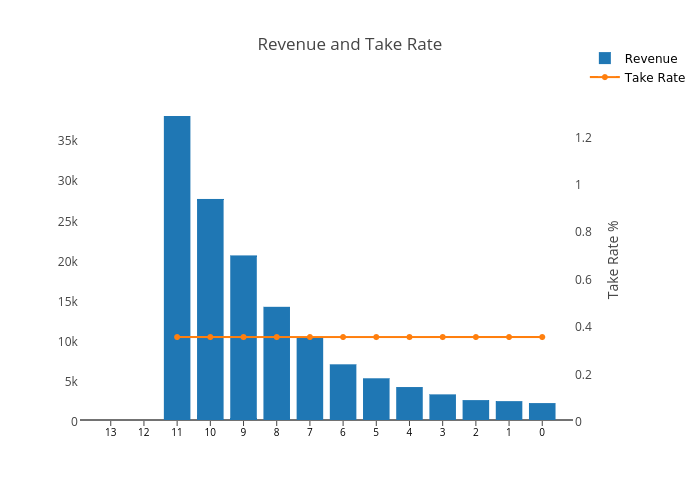 Revenue and Take Rate
Revenue
Take Rate
35k
30k
25k
20k
15k
10k
5k
0
1.2
1
0.8
0.6
0.4
0.2
0
Take Rate %
13 12 11 10 9 8 7 6 5 4 3 2 1 0